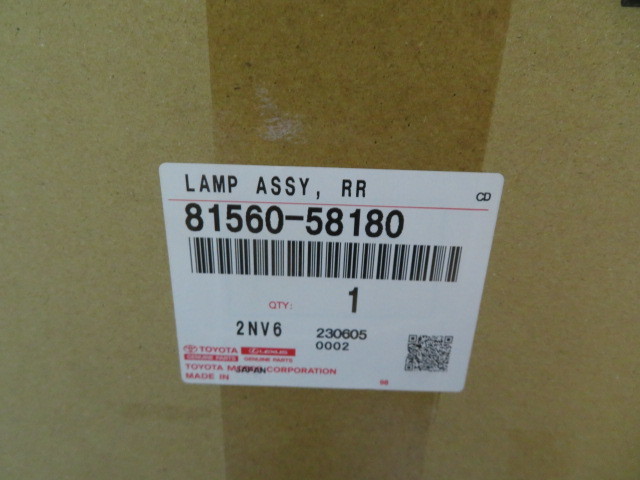 LAMP ASSY, RR
CD
81560-58180
QTY: 1
2NV6 230605
0002
TOYOTA LEXUS
GENUINE PARTS GENUINE PARTS
TOYOTA MOTOR CORPORATION
MADE IN JAPAN